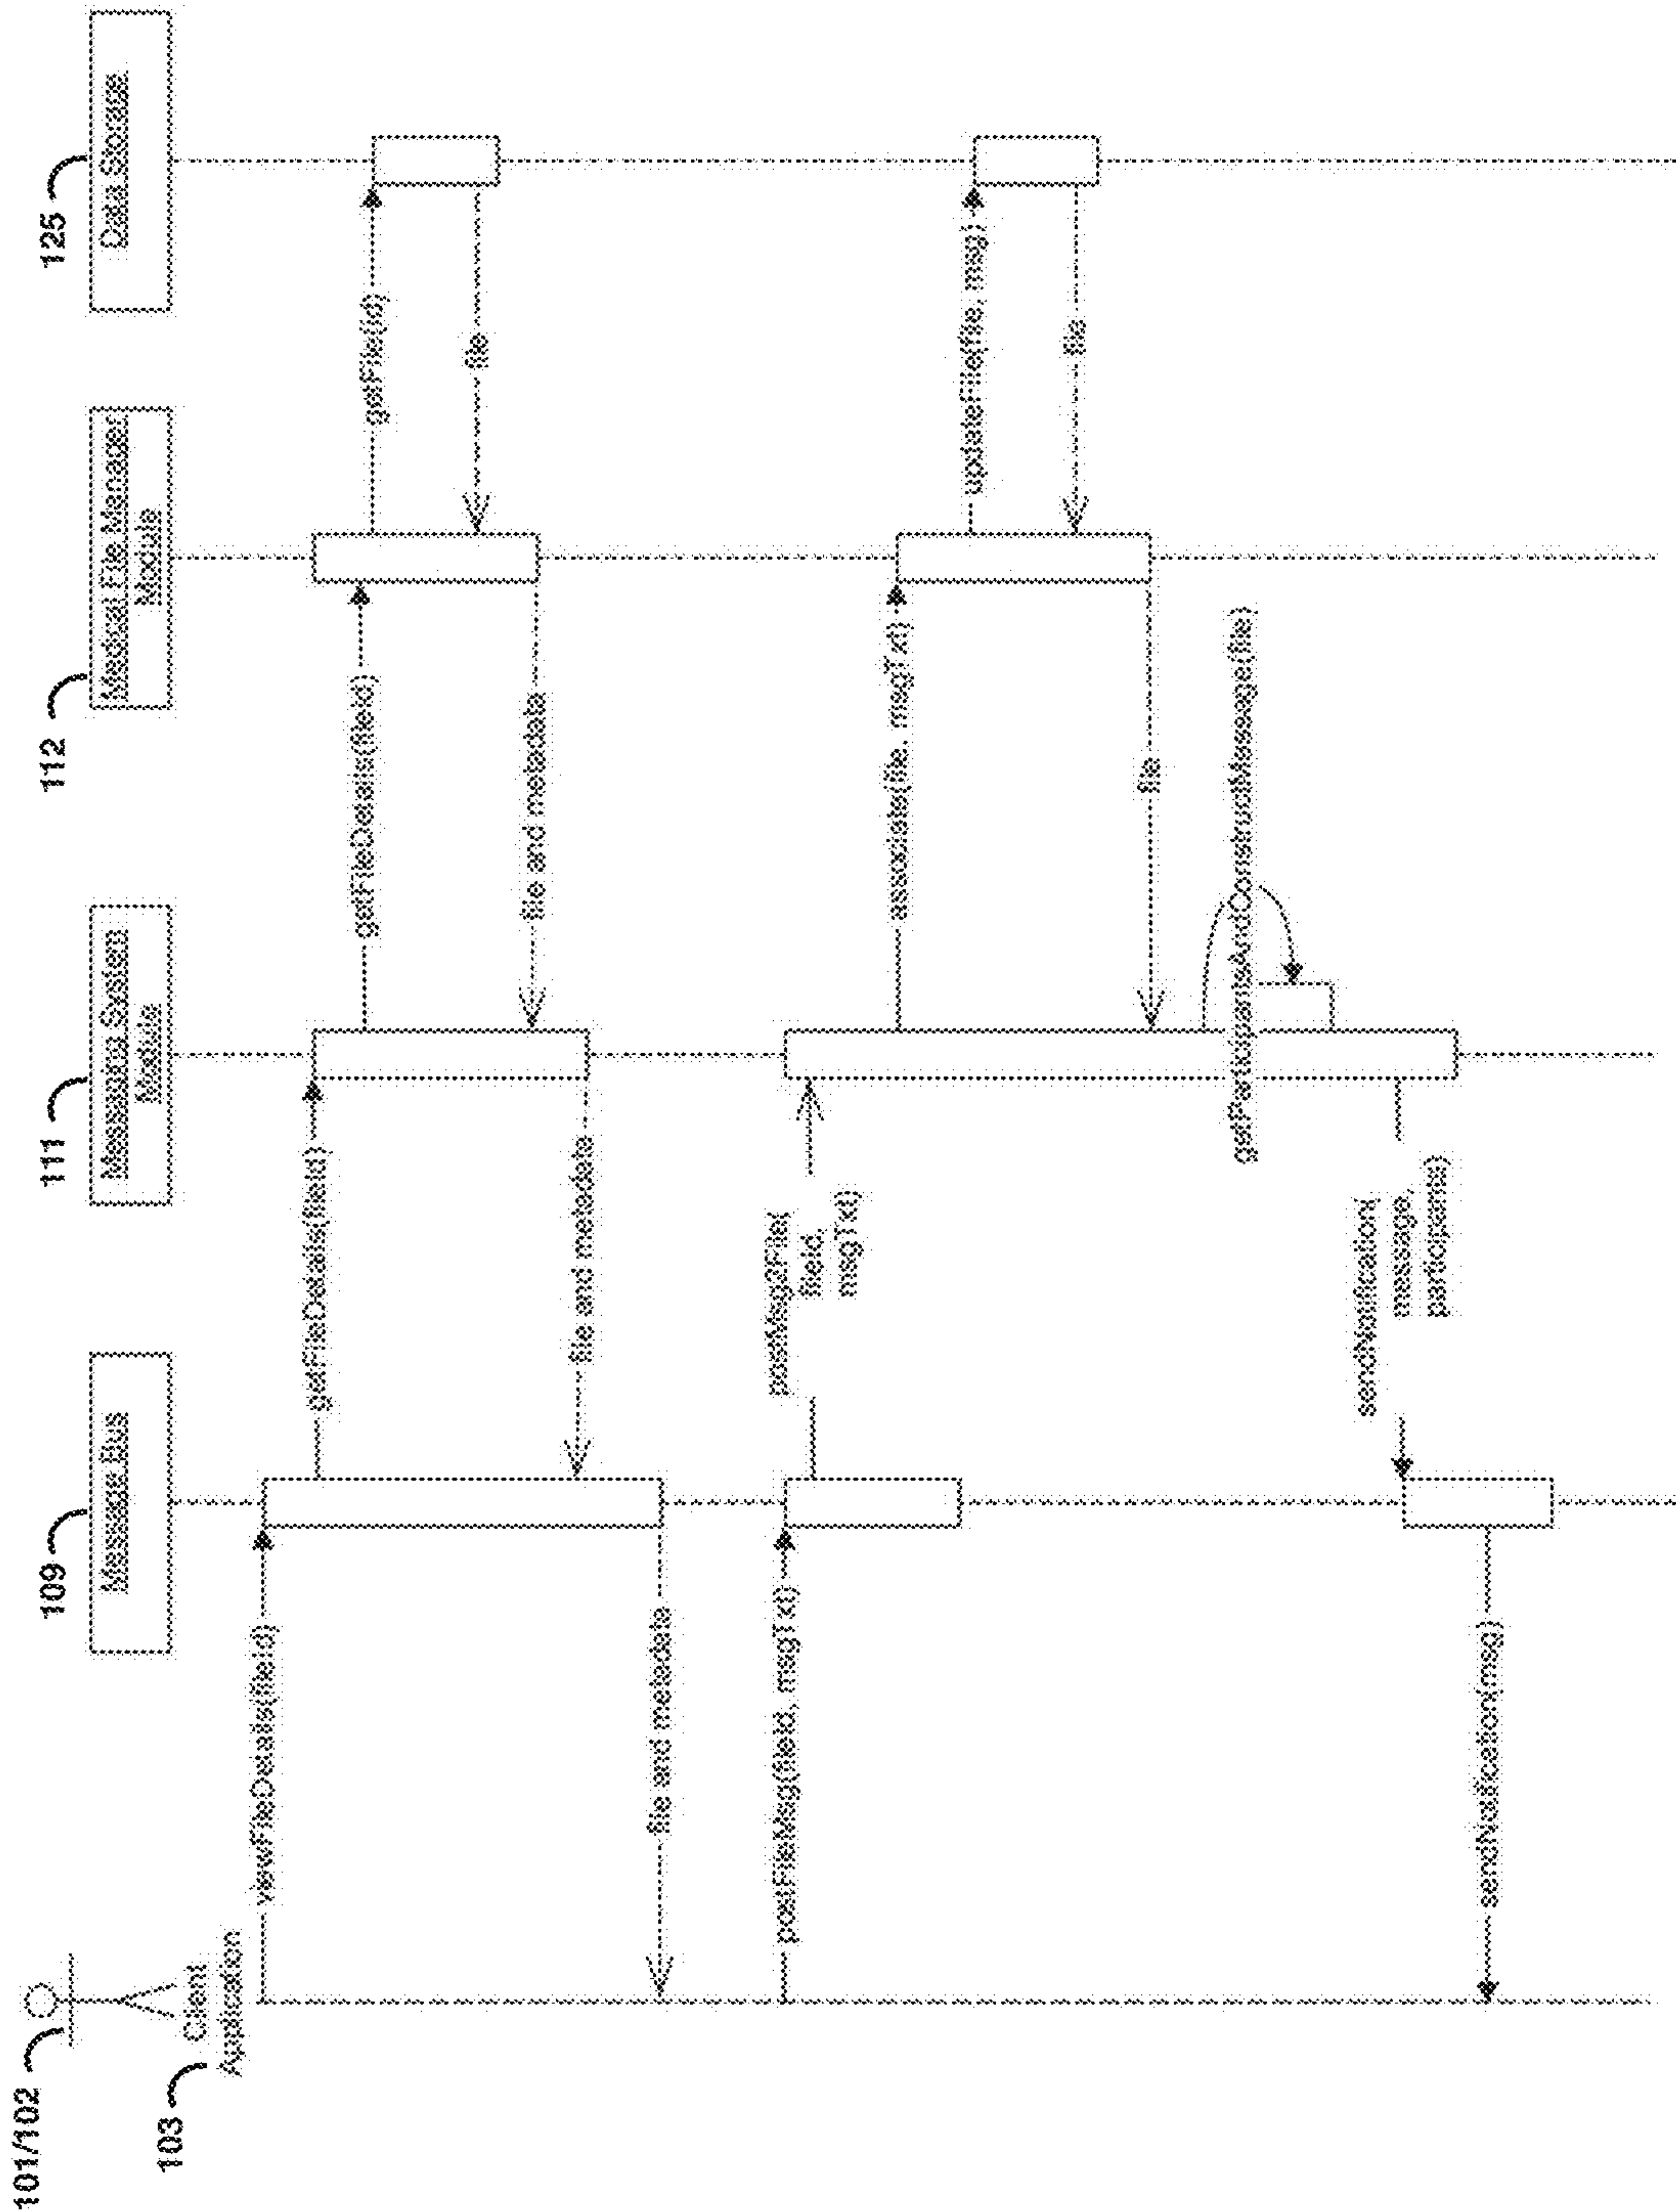 101/102
103
Client
Application
109
Message Bus
111
Messaging System
Module
112
Medical File Manager
Module
125
Data Storage
viewFileDetails(fileId)
getFileDetails(fileId)
getFileDetails(fileId)
getFile(id)
file
file and metadata
file and metadata
file and metadata
postFileMsg(fileId, msgTxt)
postMsg2File(
fileId,
msgTxt)
associate(file, msgTxt)
updateFile(file, msg)
file
file
getParticipantsAndConstructMessage(file)
sendNotification(
message,
participants)
sendNotification(msg)